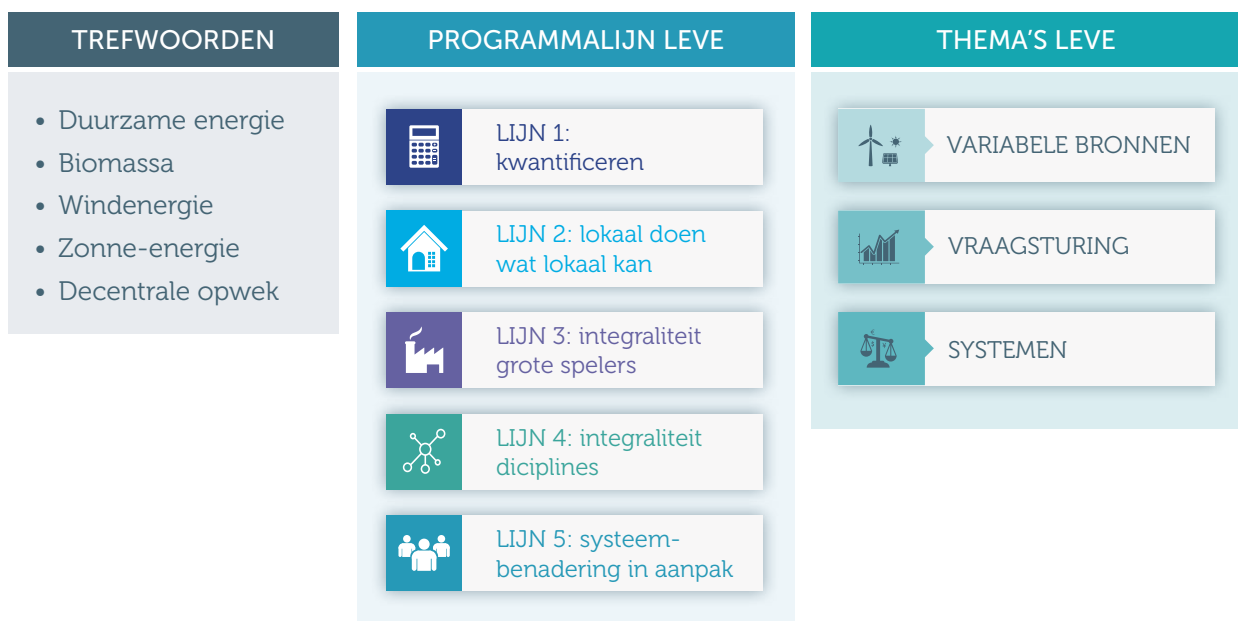 TREFWOORDEN
• Duurzame energie
• Biomassa
• Windenergie
• Zonne-energie
• Decentrale opwek
PROGRAMMALIJN LEVE
LIJN 1:
kwantificeren
LIJN 2: lokaal doen
wat lokaal kan
LIJN 3: integraliteit
grote spelers
LIJN 4: integraliteit
diciplines
LIJN 5: systeem-
benadering in aanpak
THEMA'S LEVE
VARIABELE BRONNEN
VRAAGSTURING
SYSTEMEN